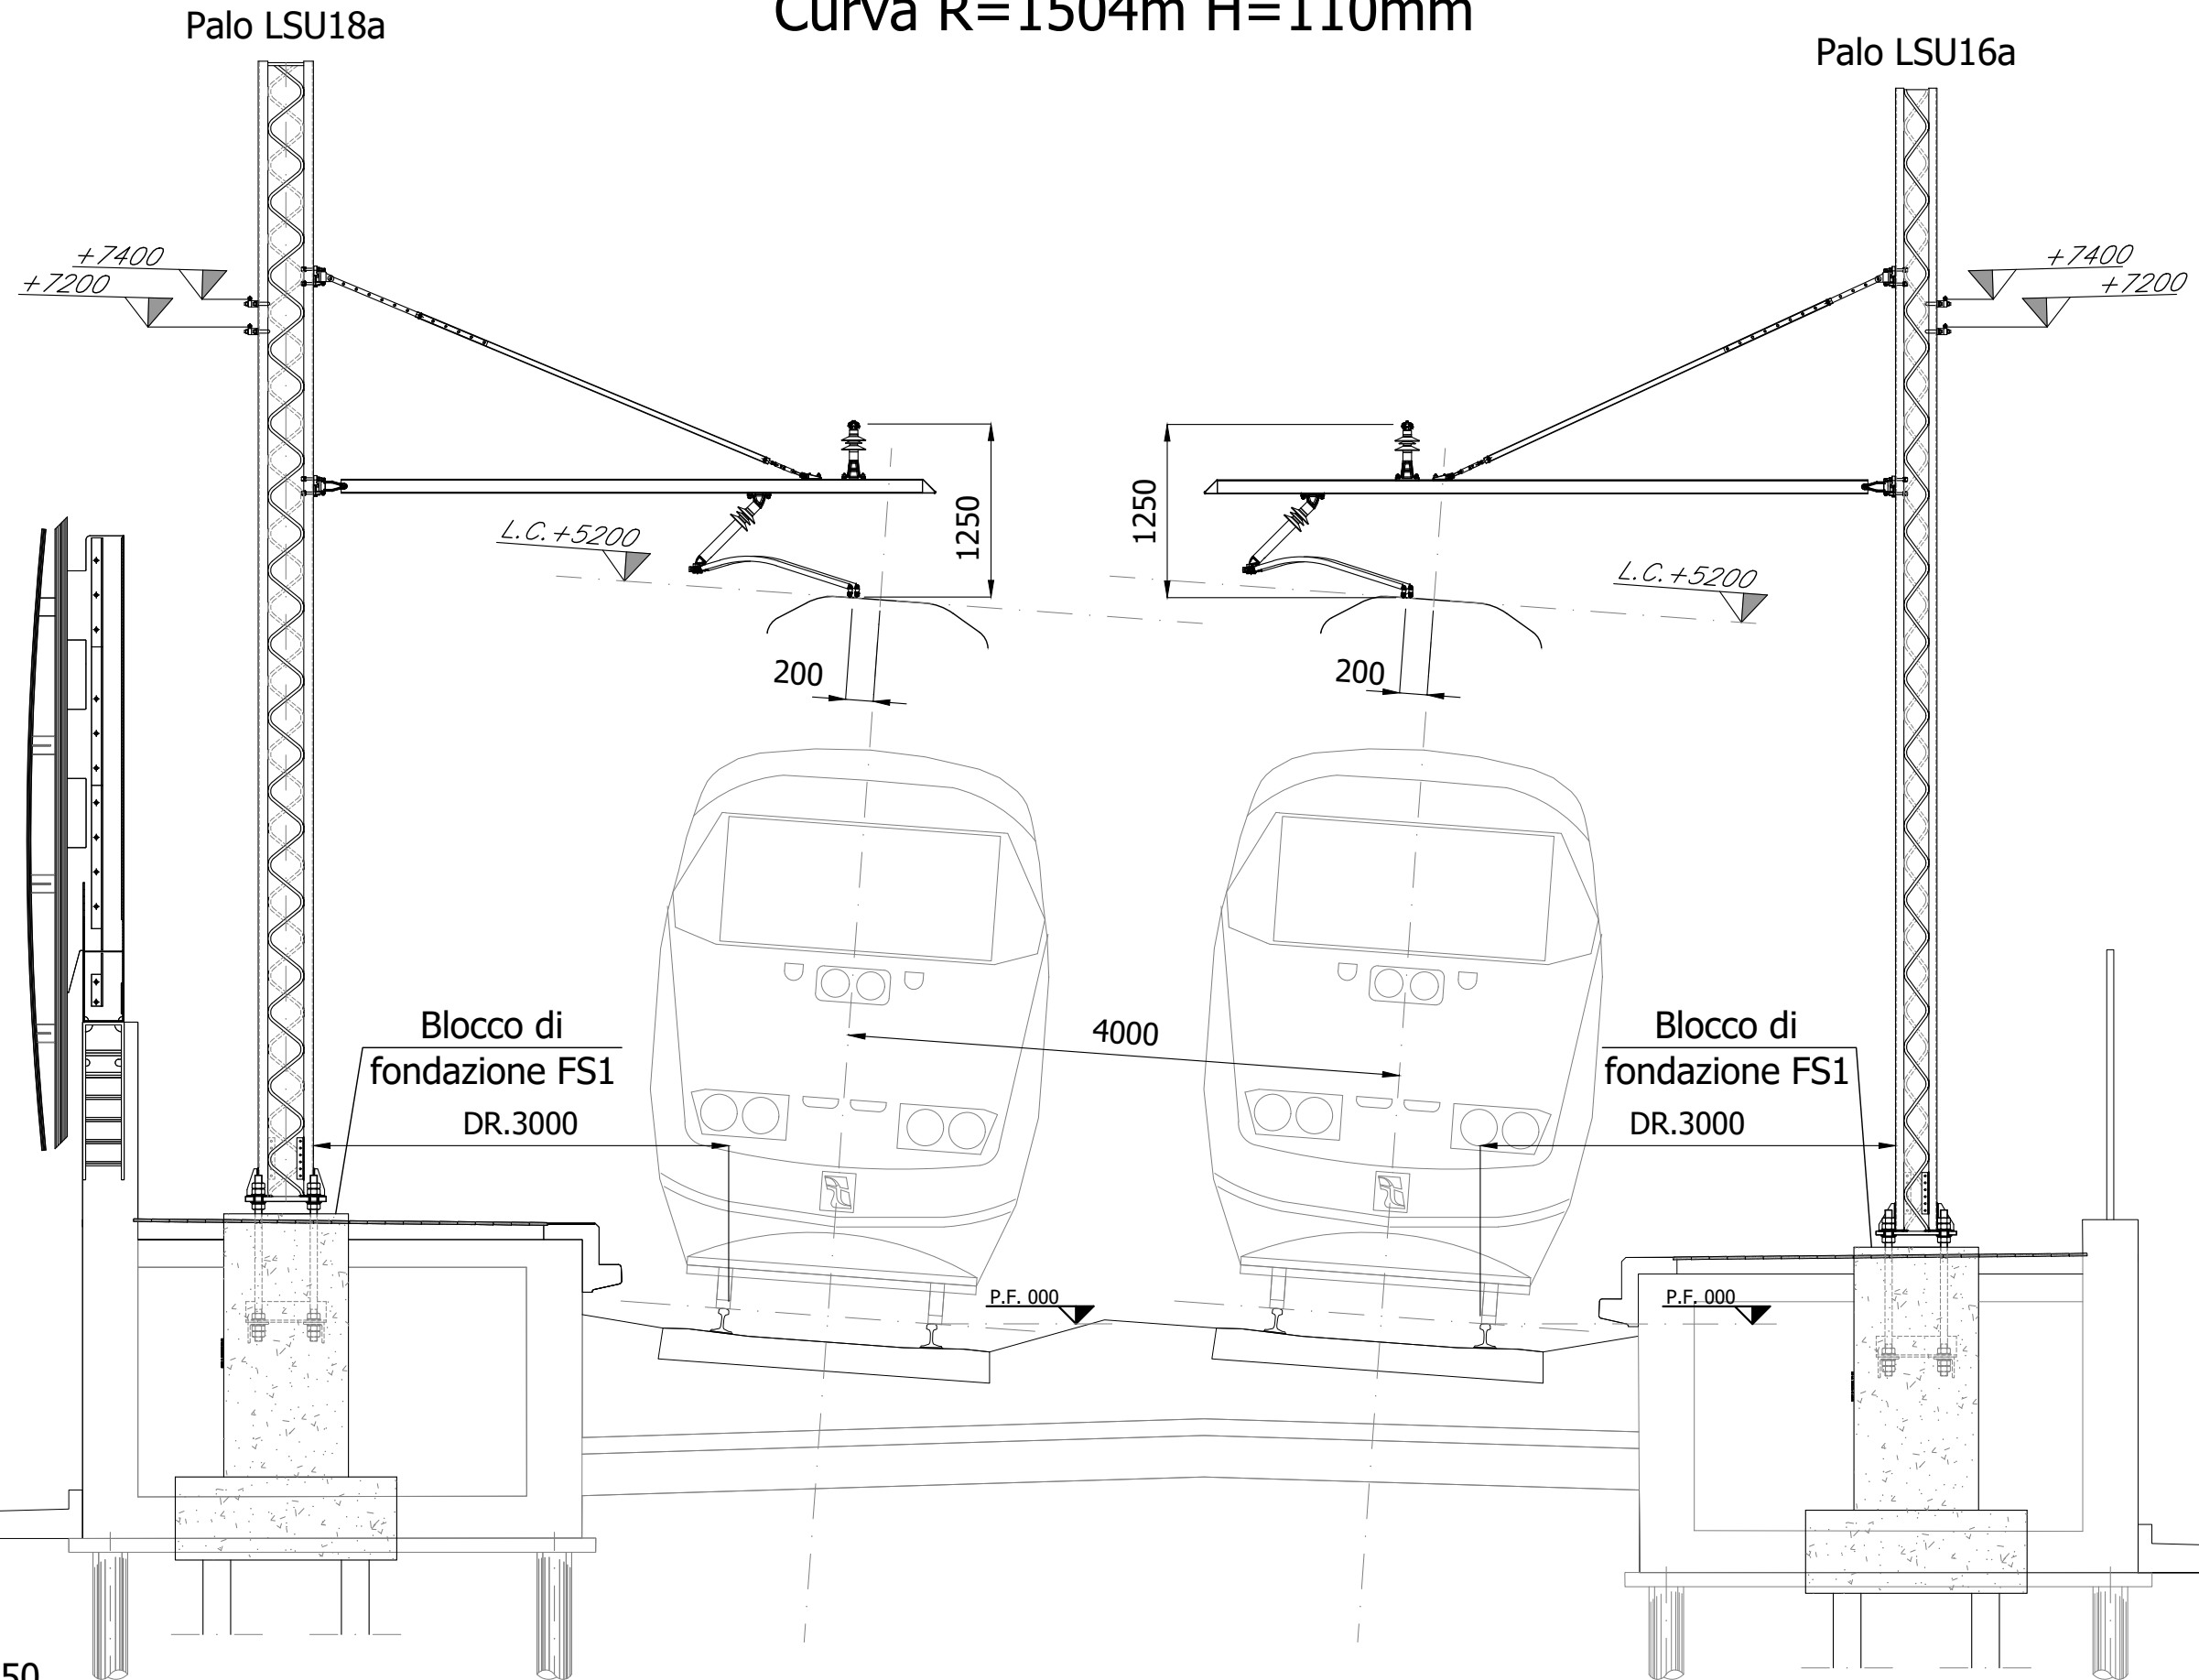 Curva R=1504m H=110mm
Palo LSU18a
Palo LSU16a
+7400
+7200
+7400
+7200
1250
1250
L.C.+5200
L.C.+5200
200
200
Blocco di
fondazione FS1
4000
Blocco di
fondazione FS1
DR.3000
DR.3000
P.F. 000
P.F. 000
50